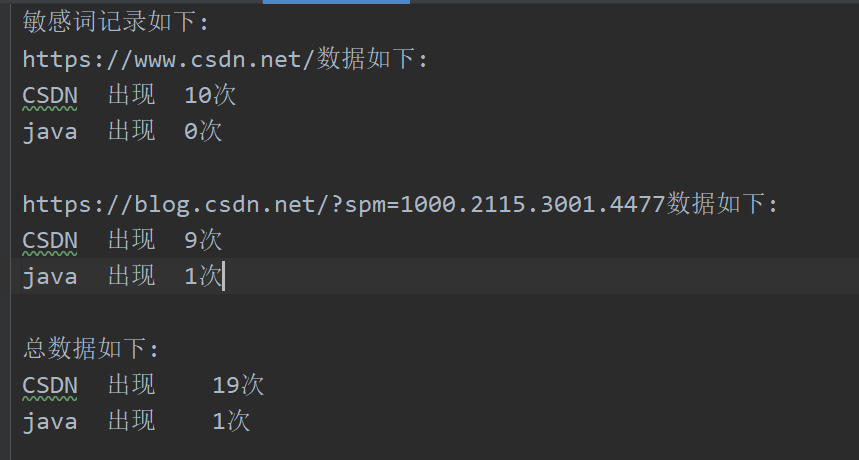 敏感词记录如下:
https://www.csdn.net/数据如下:
CSDN  出现  10次
java  出现  0次
https://blog.csdn.net/?spm=1000.2115.3001.4477数据如下:
CSDN  出现  9次
java  出现  1次
总数据如下:
CSDN  出现    19次
java  出现    1次